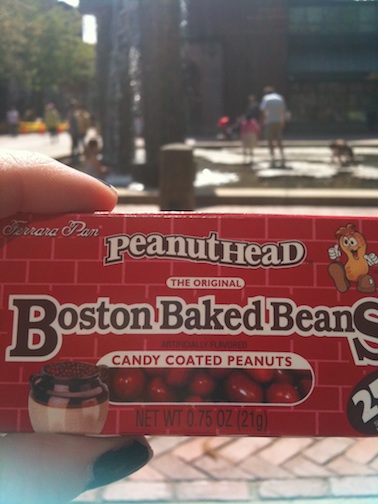 Ferrara Pan
PeanutHeaD
THE ORIGINAL
Boston Baked Beans
ARTIFICIALLY FLAVORED
CANDY COATED PEANUTS
NET WT 0.75 OZ (21g)
2